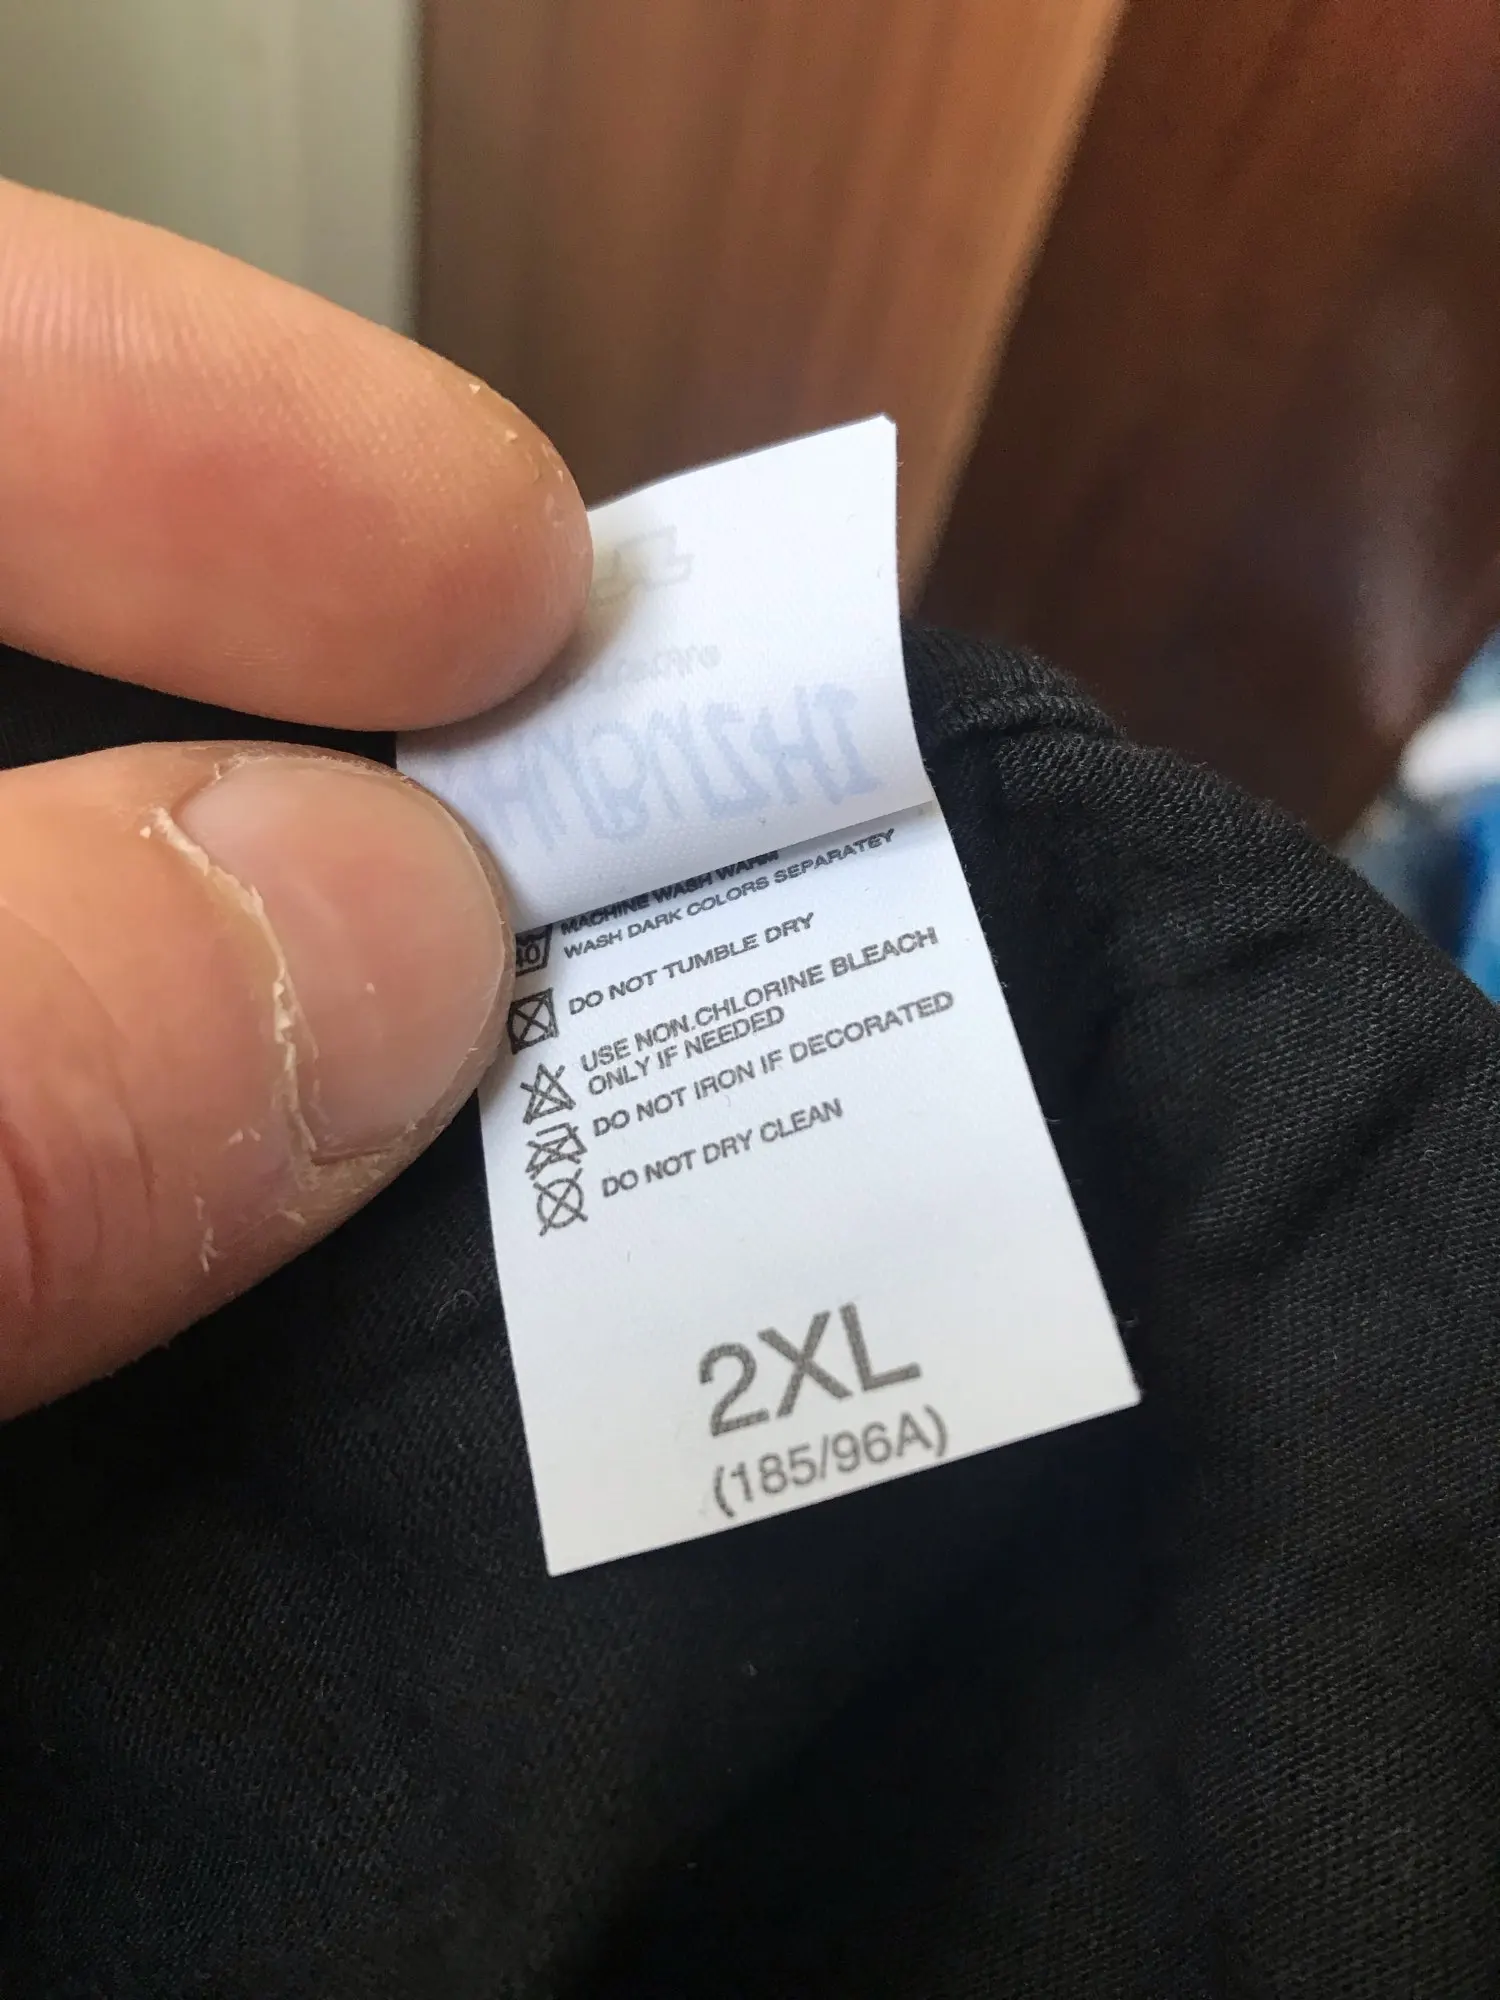 MACHINE WASH WARM
WASH DARK COLORS SEPARATEY
40
DO NOT TUMBLE DRY
USE NON.CHLORINE BLEACH
ONLY IF NEEDED
DO NOT IRON IF DECORATED
DO NOT DRY CLEAN
2XL
(185/96A)